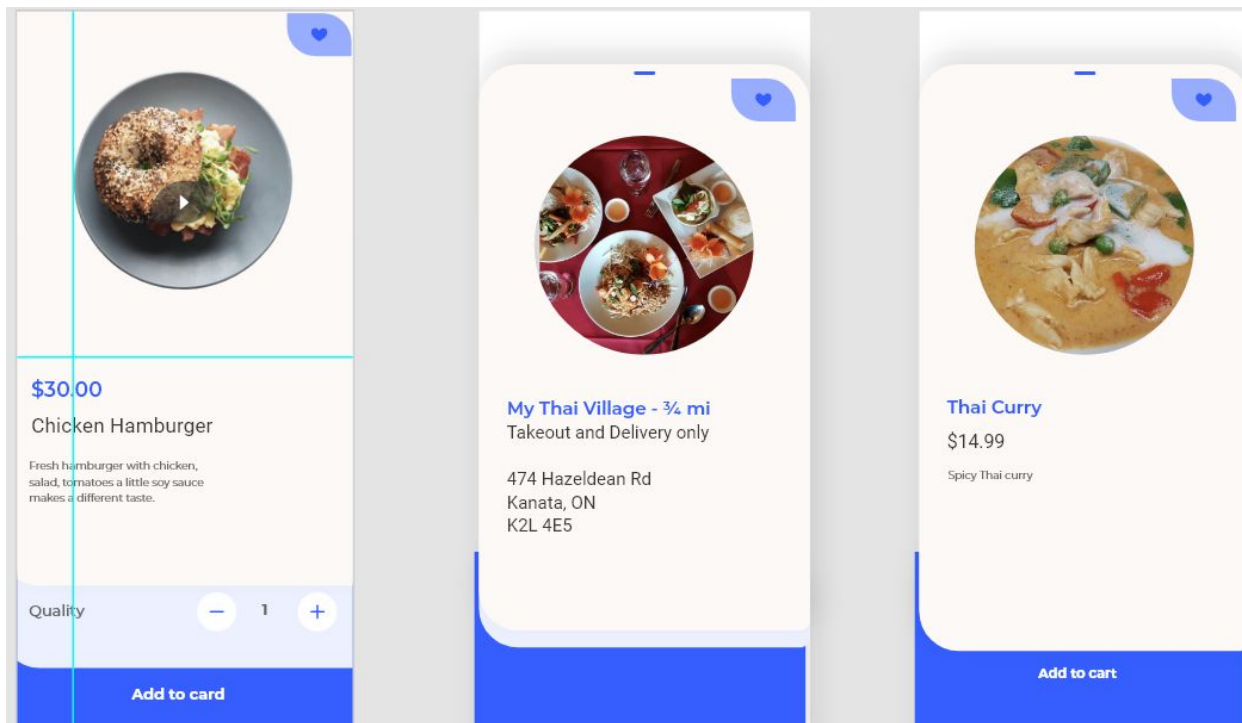 $30.00
Chicken Hamburger
Fresh hamburger with chicken,
salad, tomatoes a little soy sauce
makes a different taste.
Quality
1
Add to card
My Thai Village - ¾ mi
Takeout and Delivery only
474 Hazeldean Rd
Kanata, ON
K2L 4E5
Thai Curry
$14.99
Spicy Thai curry
Add to cart